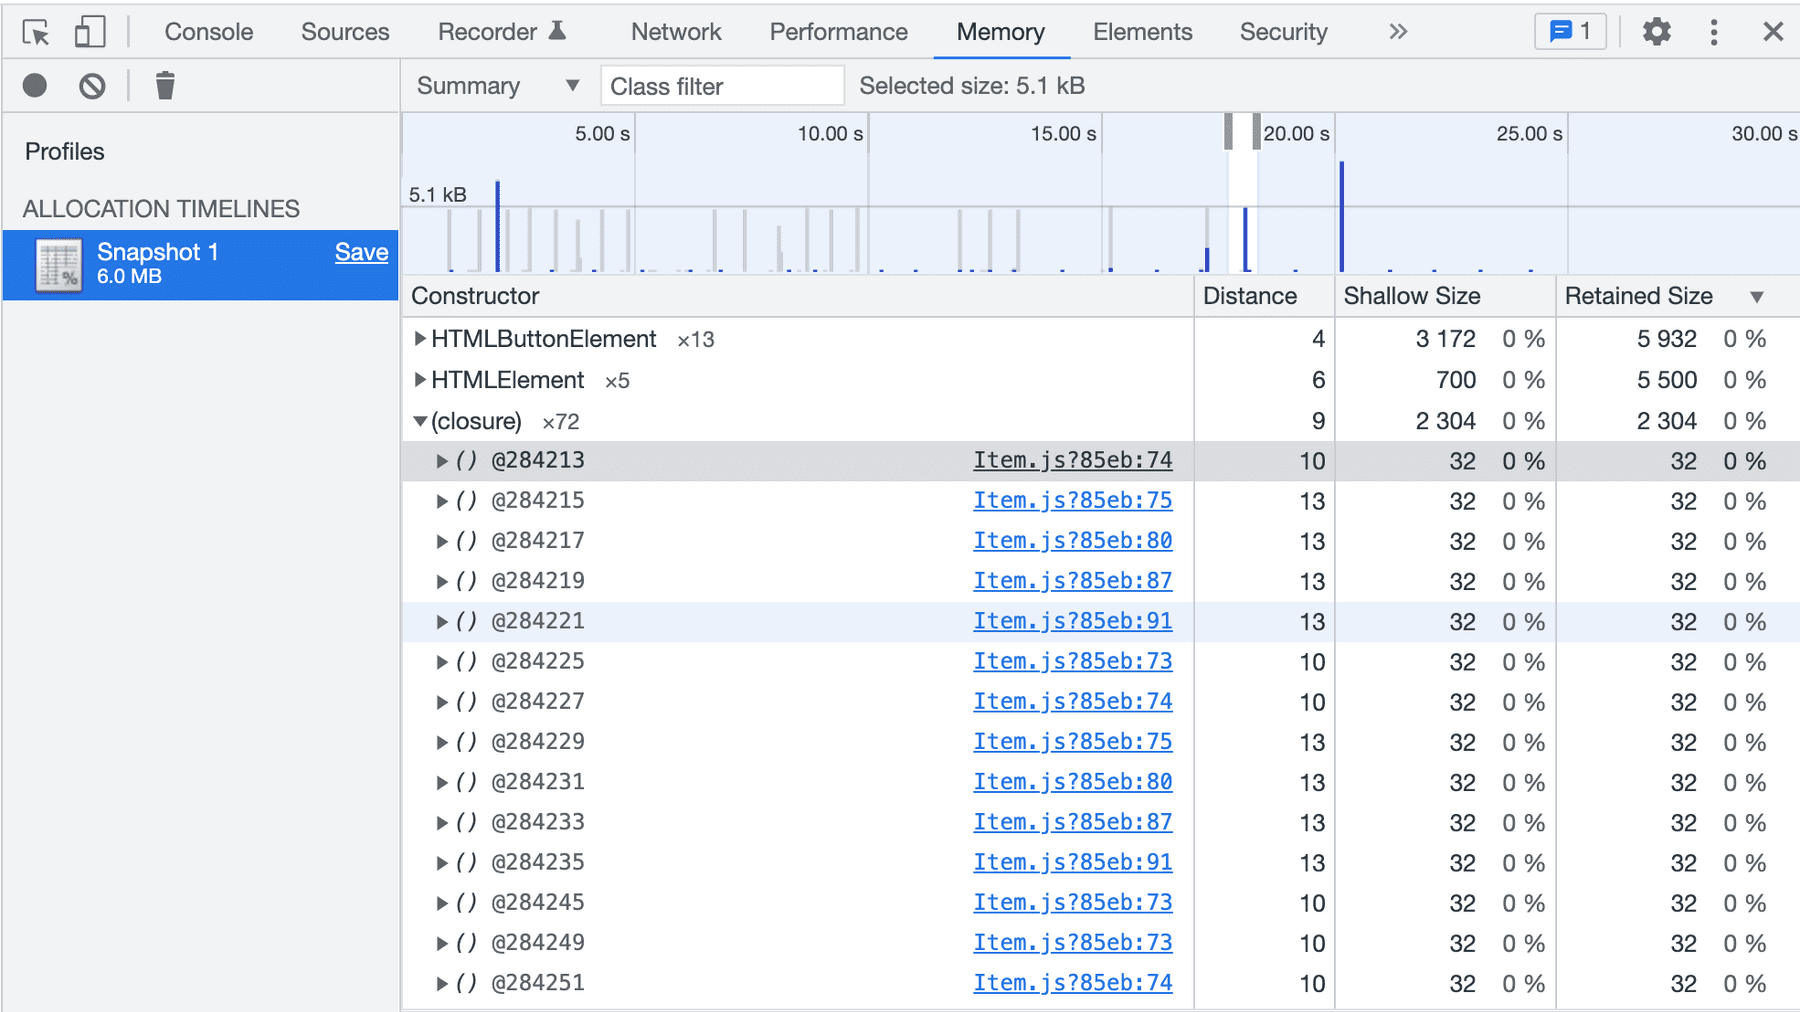 Console Sources Recorder Network Performance Memory Elements Security » 1
Summary ▼ Class filter Selected size: 5.1 kB
Profiles
ALLOCATION TIMELINES
Snapshot 1 Save
6.0 MB
5.00 s 10.00 s 15.00 s 20.00 s 25.00 s 30.00 s
5.1 kB
Constructor Distance Shallow Size Retained Size ▼
▶HTMLButtonElement ×13 4 3 172 0 % 5 932 0 %
▶HTMLElement ×5 6 700 0 % 5 500 0 %
▼(closure) ×72 9 2 304 0 % 2 304 0 %
▶() @284213 Item.js?85eb:74 10 32 0 % 32 0 %
▶() @284215 Item.js?85eb:75 13 32 0 % 32 0 %
▶() @284217 Item.js?85eb:80 13 32 0 % 32 0 %
▶() @284219 Item.js?85eb:87 13 32 0 % 32 0 %
▶() @284221 Item.js?85eb:91 13 32 0 % 32 0 %
▶() @284225 Item.js?85eb:73 10 32 0 % 32 0 %
▶() @284227 Item.js?85eb:74 10 32 0 % 32 0 %
▶() @284229 Item.js?85eb:75 13 32 0 % 32 0 %
▶() @284231 Item.js?85eb:80 13 32 0 % 32 0 %
▶() @284233 Item.js?85eb:87 13 32 0 % 32 0 %
▶() @284235 Item.js?85eb:91 13 32 0 % 32 0 %
▶() @284245 Item.js?85eb:73 10 32 0 % 32 0 %
▶() @284249 Item.js?85eb:73 10 32 0 % 32 0 %
▶() @284251 Item.js?85eb:74 10 32 0 % 32 0 %